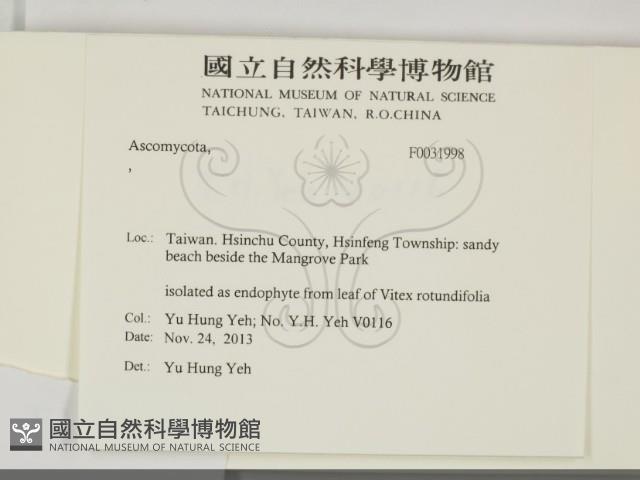 國立自然科學博物館
NATIONAL MUSEUM OF NATURAL SCIENCE
TAICHUNG, TAIWAN, R.O.CHINA
Ascomycota, F0031998
,
Loc.: Taiwan. Hsinchu County, Hsinfeng Township: sandy
beach beside the Mangrove Park
isolated as endophyte from leaf of Vitex rotundifolia
Col.: Yu Hung Yeh; No. Y.H. Yeh V0116
Date: Nov. 24, 2013
Det.: Yu Hung Yeh
國立自然科學博物館
NATIONAL MUSEUM OF NATURAL SCIENCE